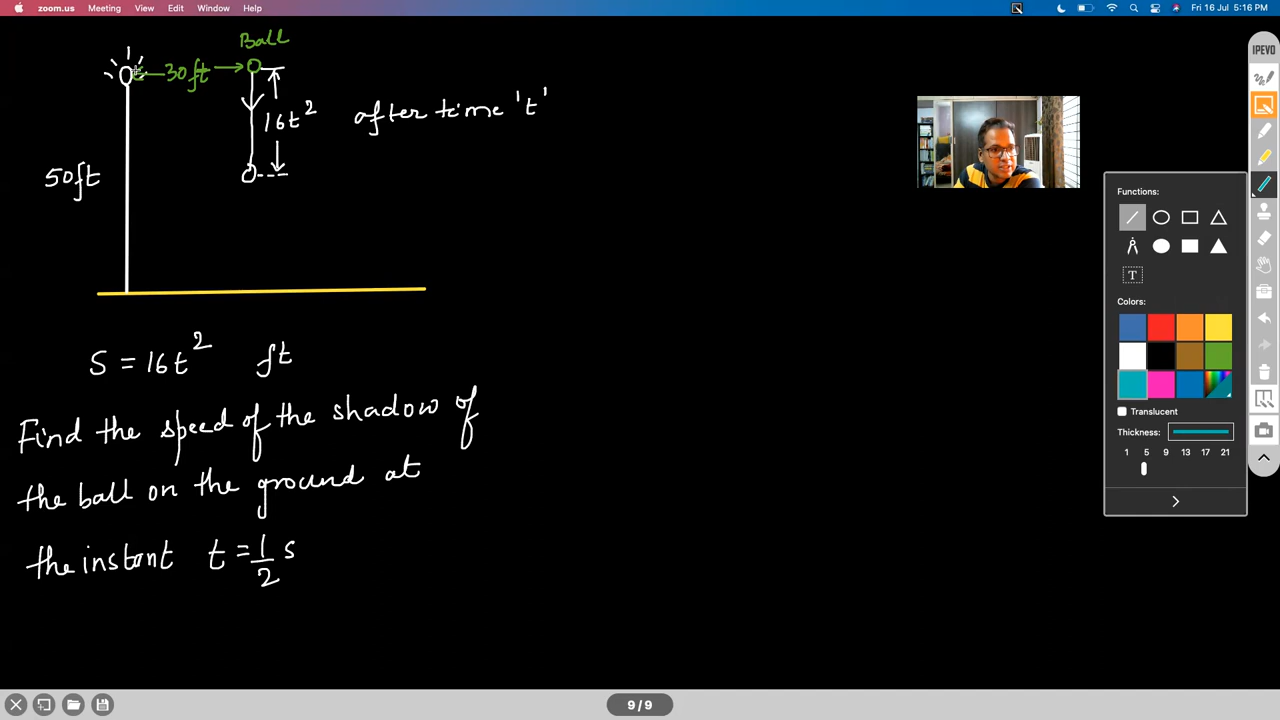 zoom.us Meeting View Edit Window Help
Fri 16 Jul 5:16 PM
IPEVO
Ball
30ft
16t² after time 't'
50ft
S = 16t² ft
Find the speed of the shadow of
the ball on the ground at
the instant t = 1/2 s
Functions:
T
Colors:
Translucent
Thickness:
1 5 9 13 17 21
9/9